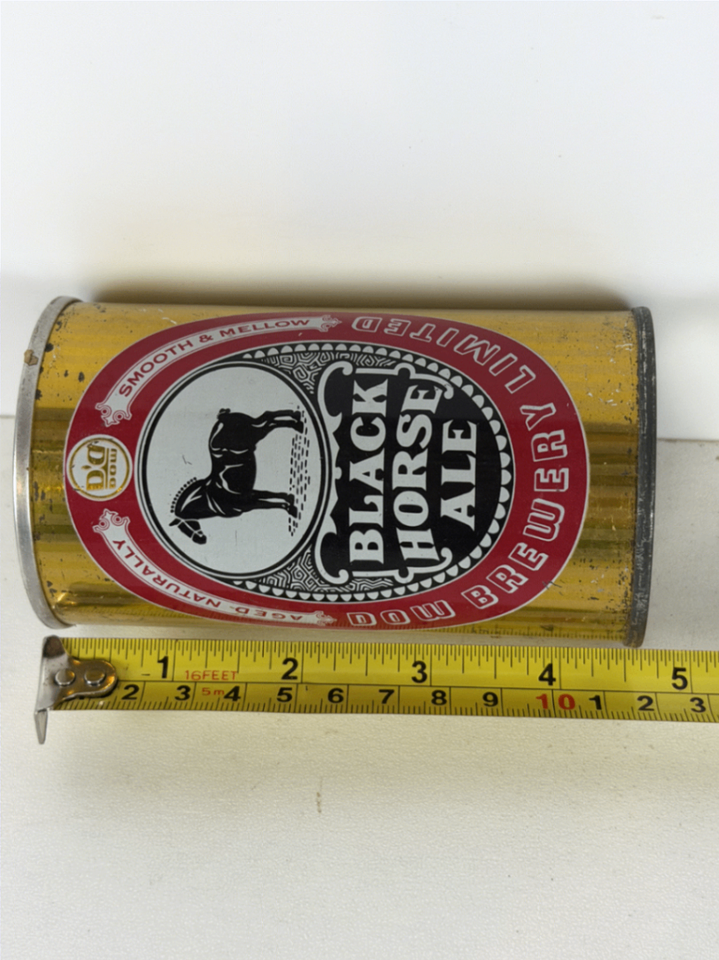 SMOOTH & MELLOW
AGED NATURALLY
DOW
BLACK
HORSE
ALE
DOW BREWERY LIMITED
1 16FEET 2 3 4 5
2 3 5m 4 5 6 7 8 9 10 1 2 3